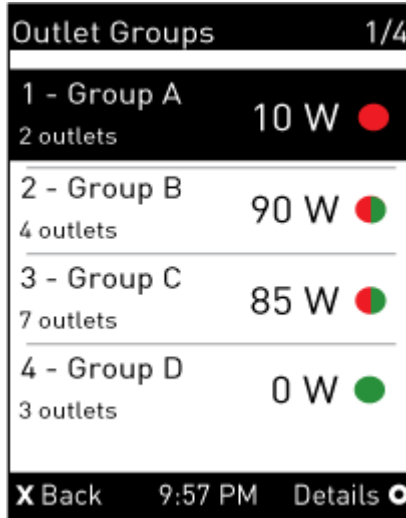 Outlet Groups 1/4
1 - Group A
10 W
2 outlets
2 - Group B
90 W
4 outlets
3 - Group C
85 W
7 outlets
4 - Group D
0 W
3 outlets
X Back 9:57 PM Details